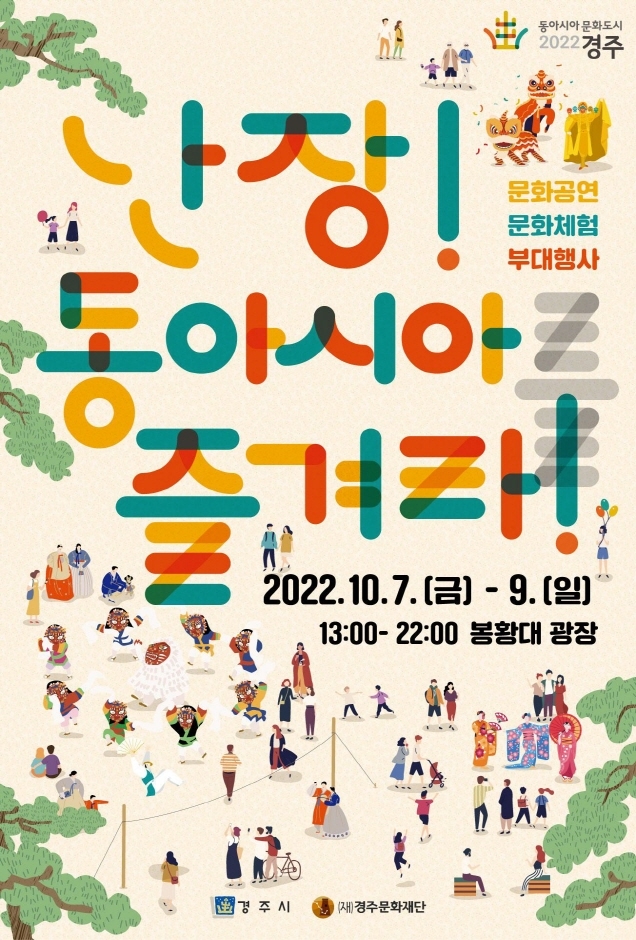 동아시아 문화도시
2022 경주
난장!
문화공연
문화체험
부대행사
동아시아를
즐겨라!
2022.10.7.(금) - 9.(일)
13:00- 22:00 봉황대 광장
경주시 (재)경주문화재단